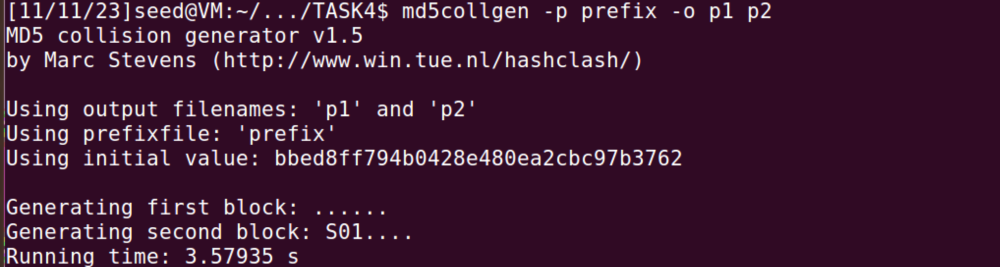 [11/11/23]seed@VM:~/.../TASK4$ md5collgen -p prefix -o p1 p2
MD5 collision generator v1.5
by Marc Stevens (http://www.win.tue.nl/hashclash/)
Using output filenames: 'p1' and 'p2'
Using prefixfile: 'prefix'
Using initial value: bbed8ff794b0428e480ea2cbc97b3762
Generating first block: ......
Generating second block: S01....
Running time: 3.57935 s